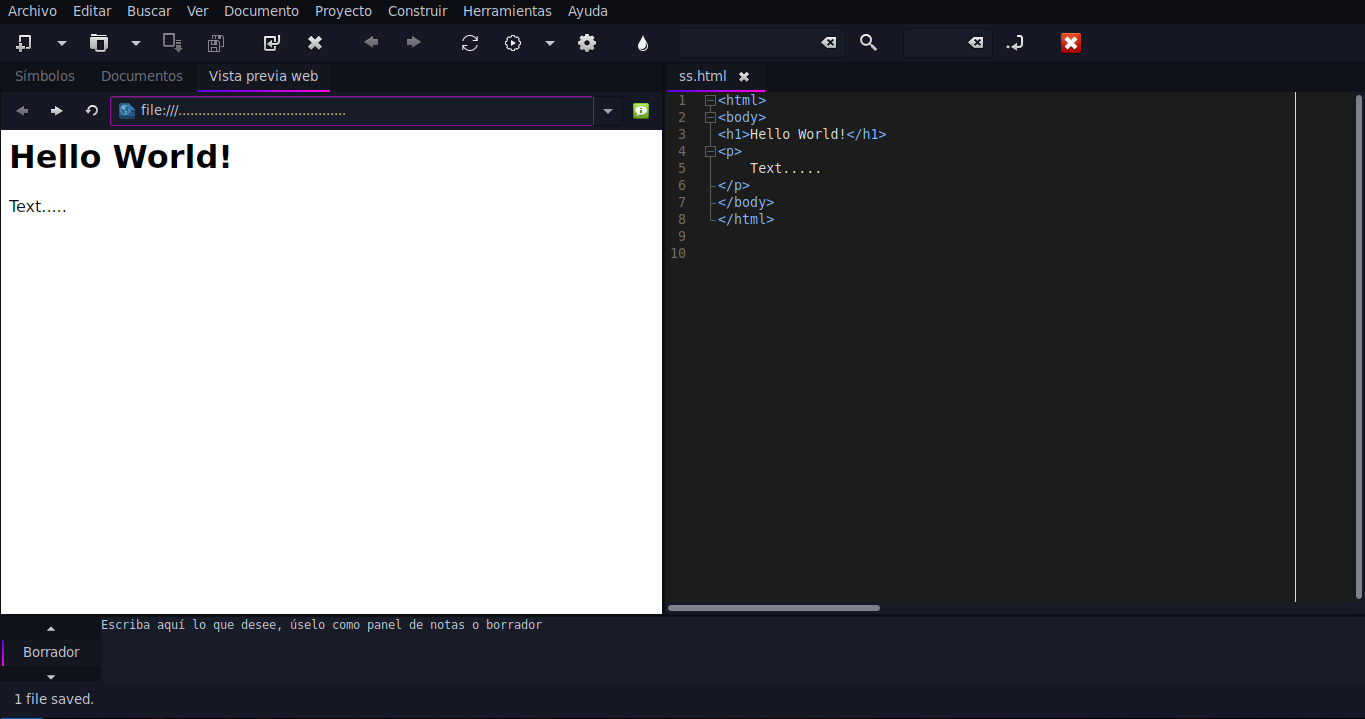 Archivo Editar Buscar Ver Documento Proyecto Construir Herramientas Ayuda
Símbolos Documentos Vista previa web
file:///..........................................
Hello World!
Text.....
ss.html
1 <html>
2 <body>
3 <h1>Hello World!</h1>
4 <p>
5 Text.....
6 </p>
7 </body>
8 </html>
9
10
Borrador
Escriba aquí lo que desee, úselo como panel de notas o borrador
1 file saved.